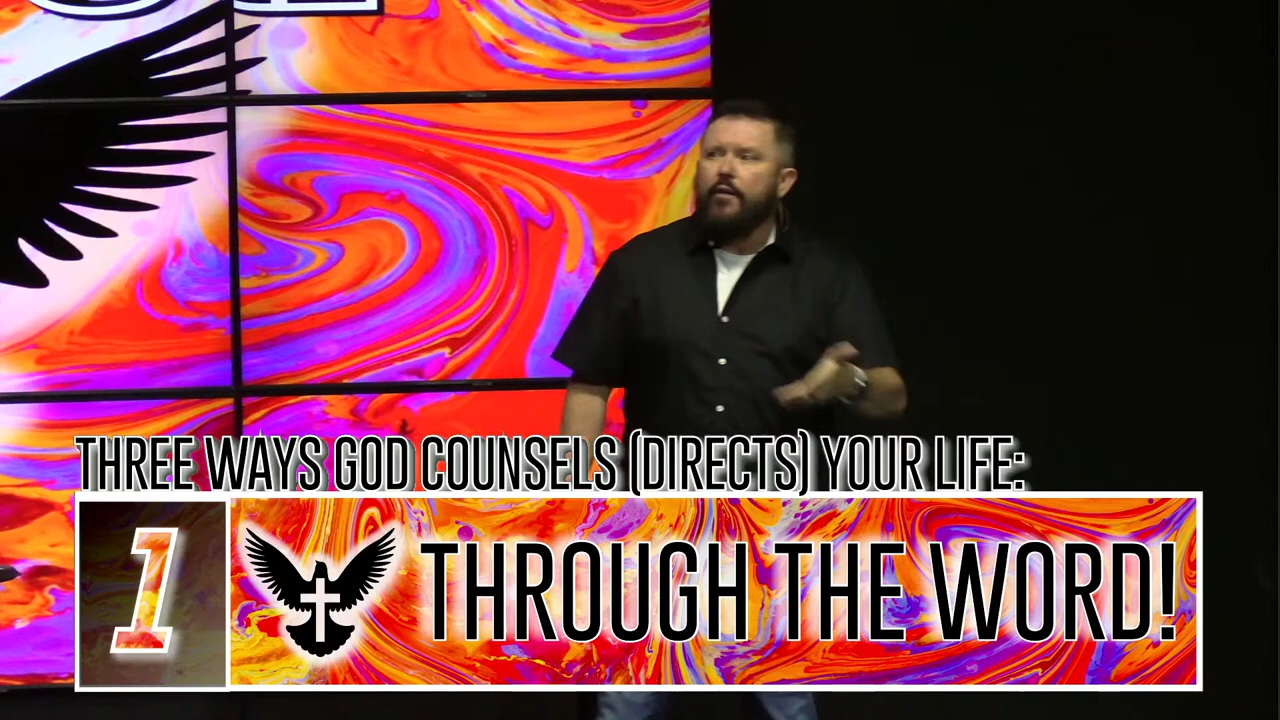 THREE WAYS GOD COUNSELS (DIRECTS) YOUR LIFE:
1
THROUGH THE WORD!